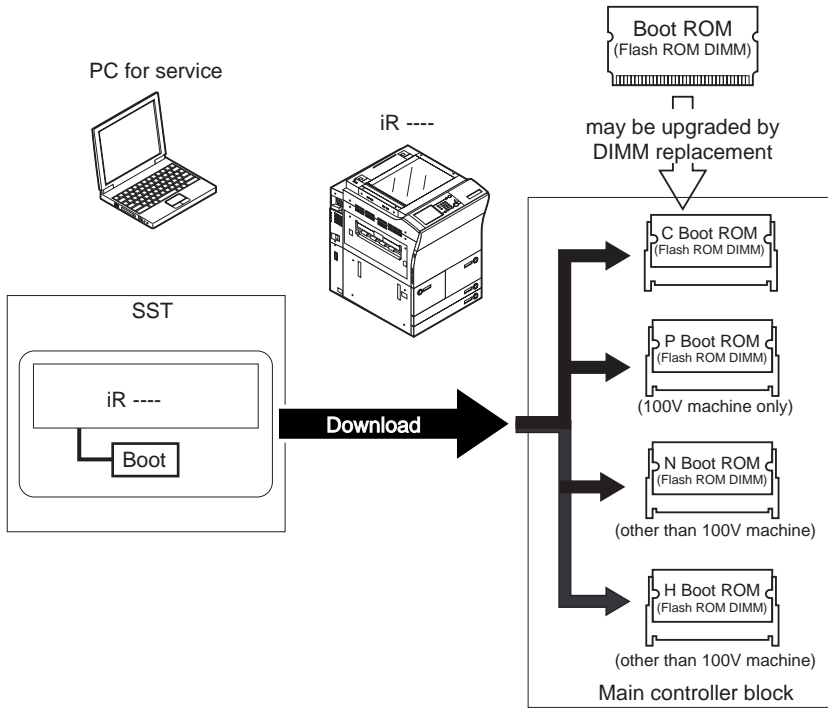 PC for service
iR ----
Boot ROM
(Flash ROM DIMM)
may be upgraded by
DIMM replacement
SST
iR ----
Boot
Download
C Boot ROM
(Flash ROM DIMM)
P Boot ROM
(Flash ROM DIMM)
(100V machine only)
N Boot ROM
(Flash ROM DIMM)
(other than 100V machine)
H Boot ROM
(Flash ROM DIMM)
(other than 100V machine)
Main controller block